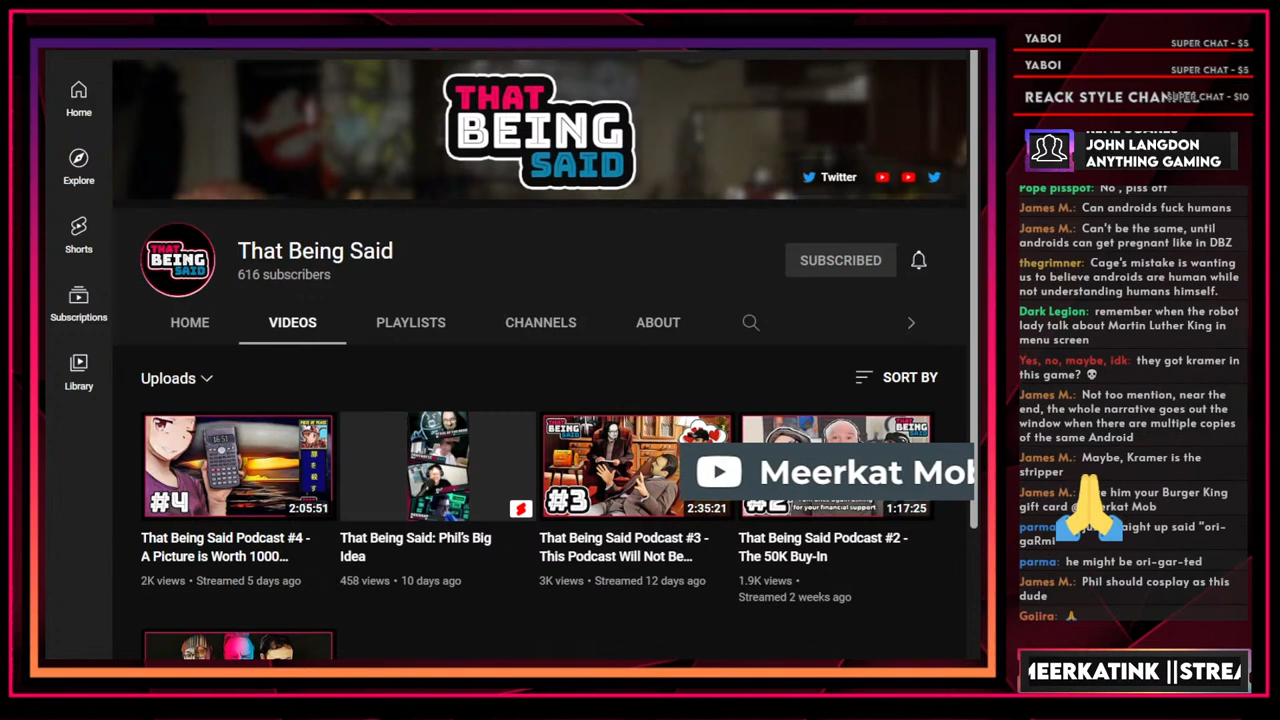 THAT
BEING
SAID
Twitter
Home
Explore
Shorts
Subscriptions
Library
THAT
BEING
SAID
That Being Said
616 subscribers
SUBSCRIBED
HOME
VIDEOS
PLAYLISTS
CHANNELS
ABOUT
Uploads
SORT BY
#4
2:05:51
#3
2:35:21
#2
for your financial support
1:17:25
Meerkat Mob
That Being Said Podcast #4 -
A Picture is Worth 1000...
2K views • Streamed 5 days ago
That Being Said: Phil's Big
Idea
458 views • 10 days ago
That Being Said Podcast #3 -
This Podcast Will Not Be...
3K views • Streamed 12 days ago
That Being Said Podcast #2 -
The 50K Buy-In
1.9K views •
Streamed 2 weeks ago
YABOI
SUPER CHAT - $5
YABOI
SUPER CHAT - $5
REACK STYLE
SUPER CHAT - $10
JOHN LANGDON
ANYTHING GAMING
Pope pisspot: No , piss off
James M.: Can androids fuck humans
James M.: Can't be the same, until
androids can get pregnant like in DBZ
thegrimner: Cage's mistake is wanting
us to believe androids are human while
not understanding humans himself.
Dark Legion: remember when the robot
lady talk about Martin Luther King in
menu screen
Yes, no, maybe, idk: they got kramer in
this game? 💀
James M.: Not too mention, near the
end, the whole narrative goes out the
window when there are multiple copies
of the same Android
James M.: Maybe, Kramer is the
stripper
James M. him your Burger King
gift card Mob
parma: straight up said "ori-
gaRmi
parma: he might be ori-gar-ted
James M.: Phil should cosplay as this
dude
Gojira: 🙏
MEERKATINK ||STREA